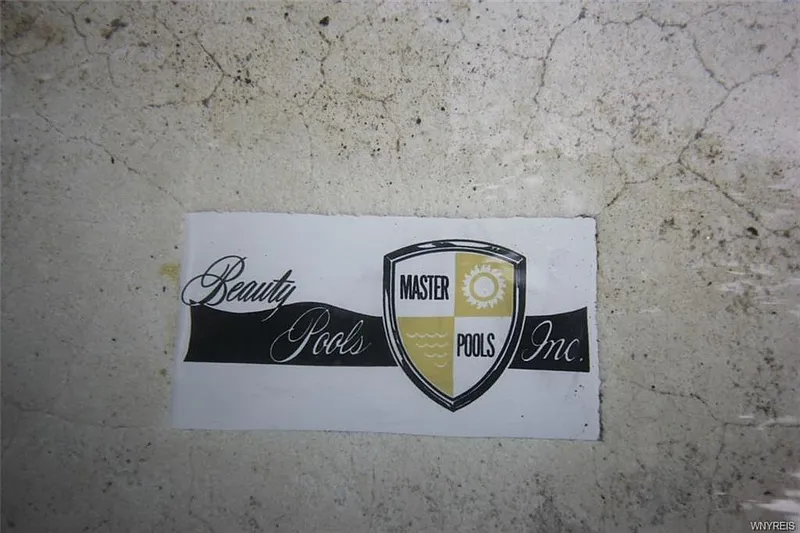 Beauty
Pools
MASTER
POOLS
Inc.
WNYREIS